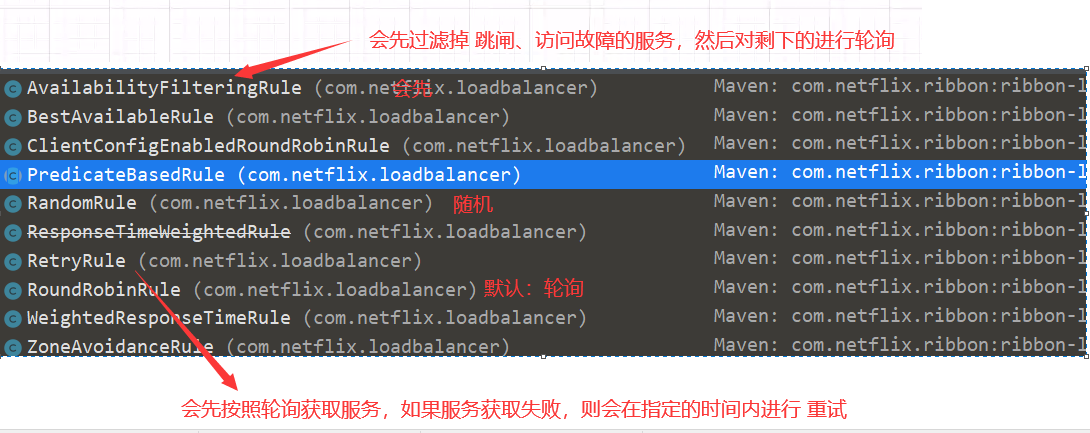 会先过滤掉 跳闸、访问故障的服务，然后对剩下的进行轮询
AvailabilityFilteringRule (com.netflix.loadbalancer) 会先 Maven: com.netflix.ribbon:ribbon-l
BestAvailableRule (com.netflix.loadbalancer) Maven: com.netflix.ribbon:ribbon-l
ClientConfigEnabledRoundRobinRule (com.netflix.loadbalancer) Maven: com.netflix.ribbon:ribbon-l
PredicateBasedRule (com.netflix.loadbalancer) Maven: com.netflix.ribbon:ribbon-l
RandomRule (com.netflix.loadbalancer) 随机 Maven: com.netflix.ribbon:ribbon-l
ResponseTimeWeightedRule (com.netflix.loadbalancer) Maven: com.netflix.ribbon:ribbon-l
RetryRule (com.netflix.loadbalancer) Maven: com.netflix.ribbon:ribbon-l
RoundRobinRule (com.netflix.loadbalancer) 默认：轮询 Maven: com.netflix.ribbon:ribbon-l
WeightedResponseTimeRule (com.netflix.loadbalancer) Maven: com.netflix.ribbon:ribbon-l
ZoneAvoidanceRule (com.netflix.loadbalancer) Maven: com.netflix.ribbon:ribbon-l
会先按照轮询获取服务，如果服务获取失败，则会在指定的时间内进行 重试